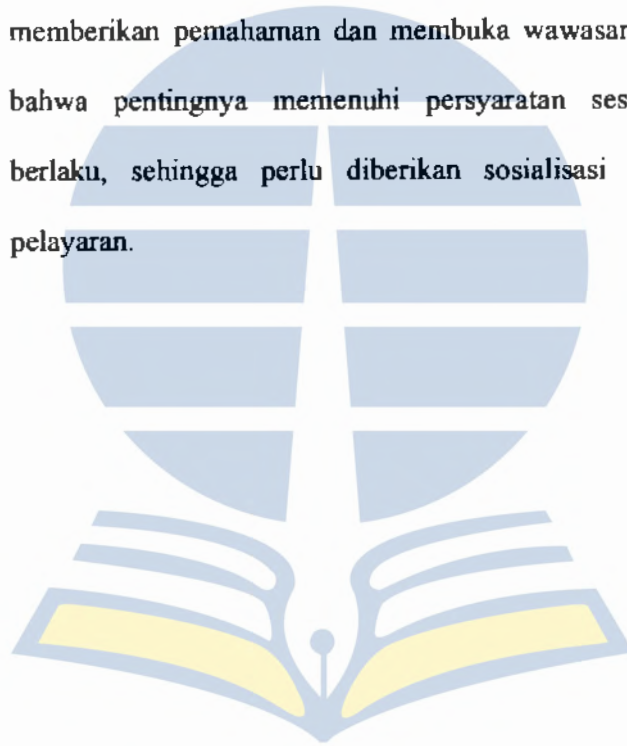 memberikan pemahaman dan membuka wawasan
bahwa pentingnya memenuhi persyaratan ses
berlaku, sehingga perlu diberikan sosialisasi
pelayaran.